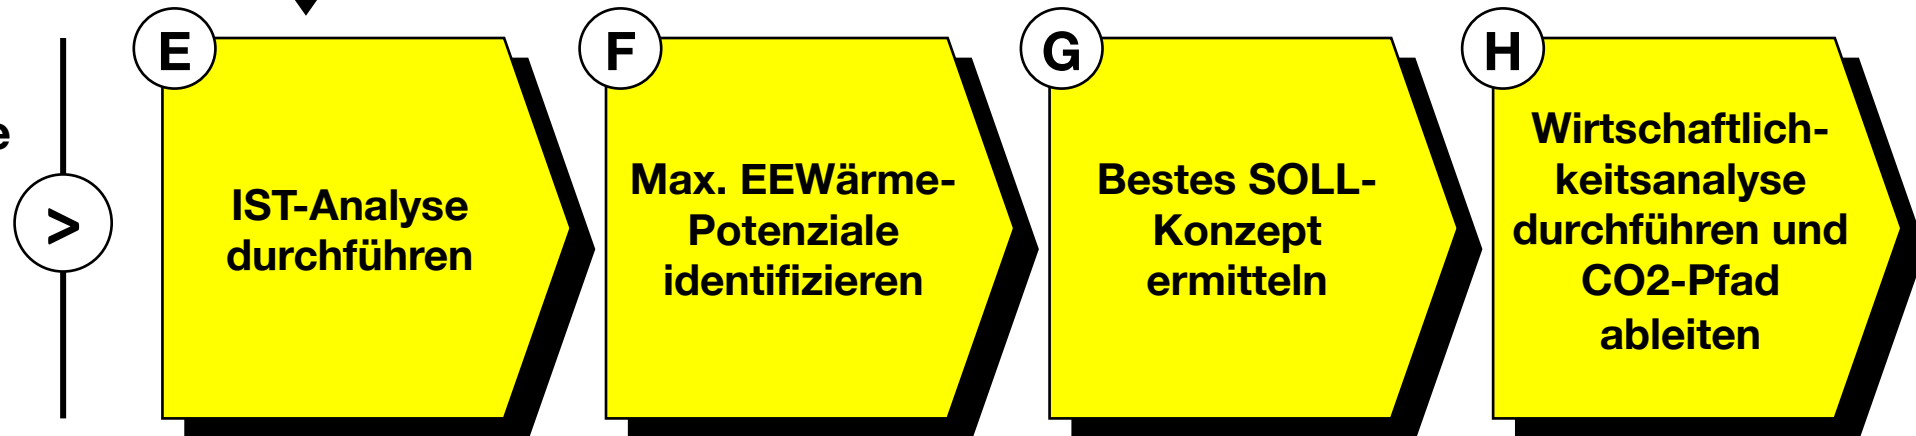 e
>
E
IST-Analyse
durchführen
F
Max. EEWärme-
Potenziale
identifizieren
G
Bestes SOLL-
Konzept
ermitteln
H
Wirtschaftlich-
keitsanalyse
durchführen und
CO2-Pfad
ableiten